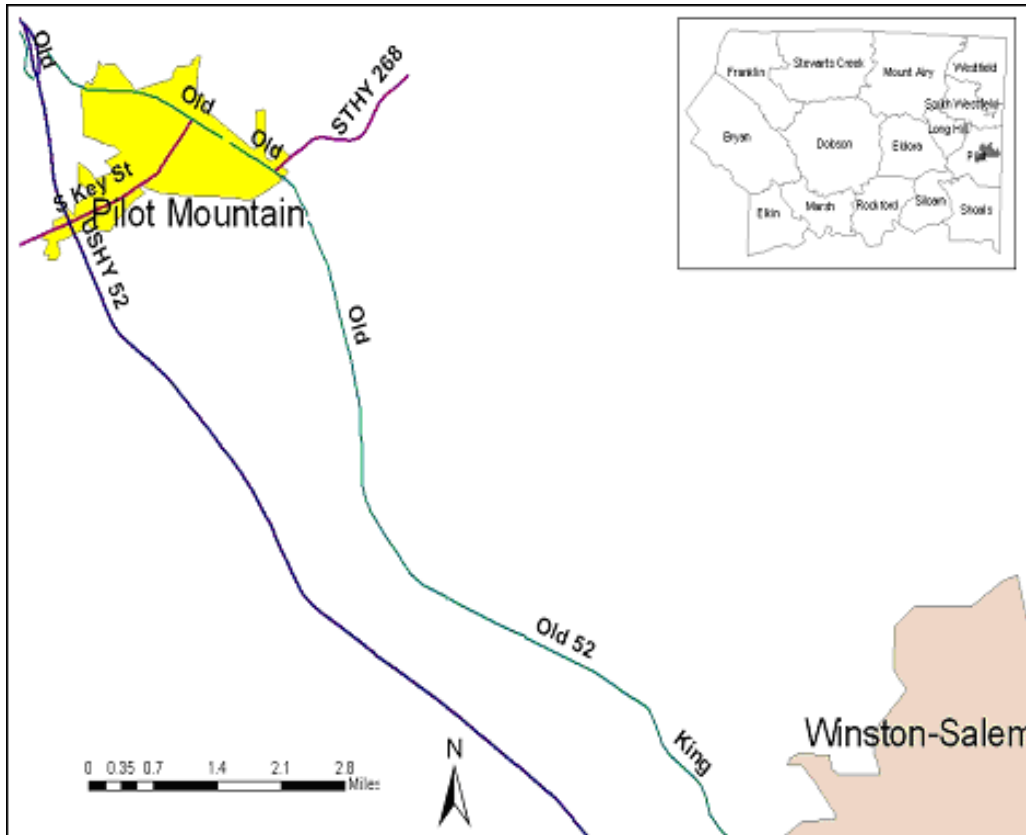 Old
Old
Old
STHY 268
S Key St
Pilot Mountain
USHY 52
Old
Old 52
King
Winston-Salem
0 0.35 0.7 1.4 2.1 2.8
Miles
N
Franklin
Stewarts Creek
Mount Airy
Westfield
South Westfield
Long Hill
Bryan
Dobson
Eldora
Pilot
Elkin
Marsh
Rockford
Siloam
Shoals